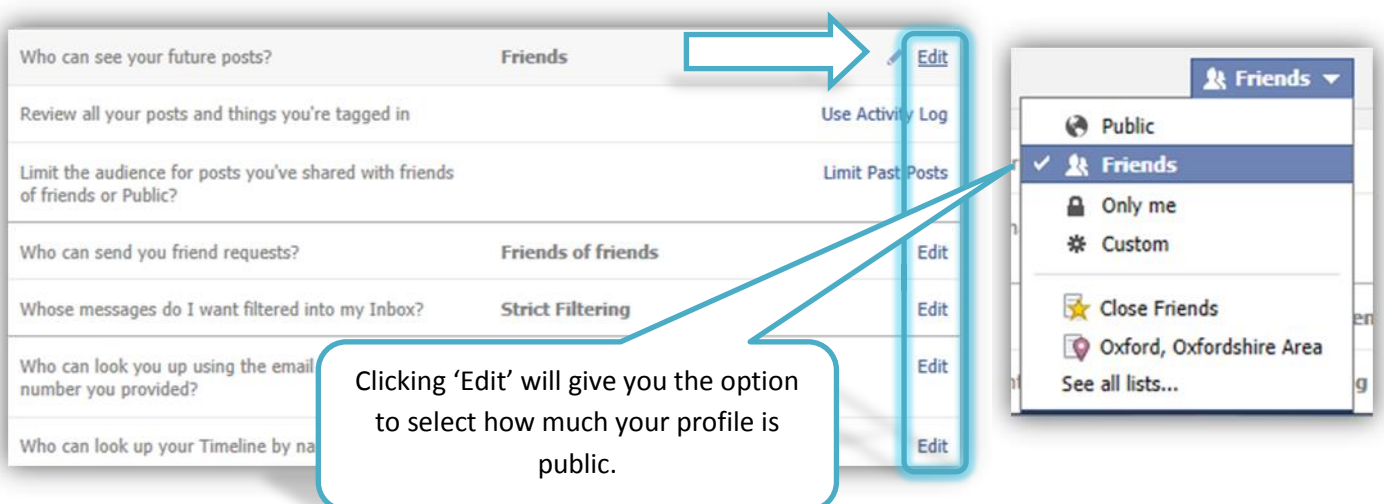 Who can see your future posts? Friends Edit
Review all your posts and things you're tagged in Use Activity Log
Limit the audience for posts you've shared with friends Limit Past Posts
of friends or Public?
Who can send you friend requests? Friends of friends Edit
Whose messages do I want filtered into my Inbox? Strict Filtering Edit
Who can look you up using the email Edit
number you provided?
Who can look up your Timeline by Edit
Clicking ‘Edit’ will give you the option
to select how much your profile is
public.
Friends
Public
Friends
Only me
Custom
Close Friends
Oxford, Oxfordshire Area
See all lists...